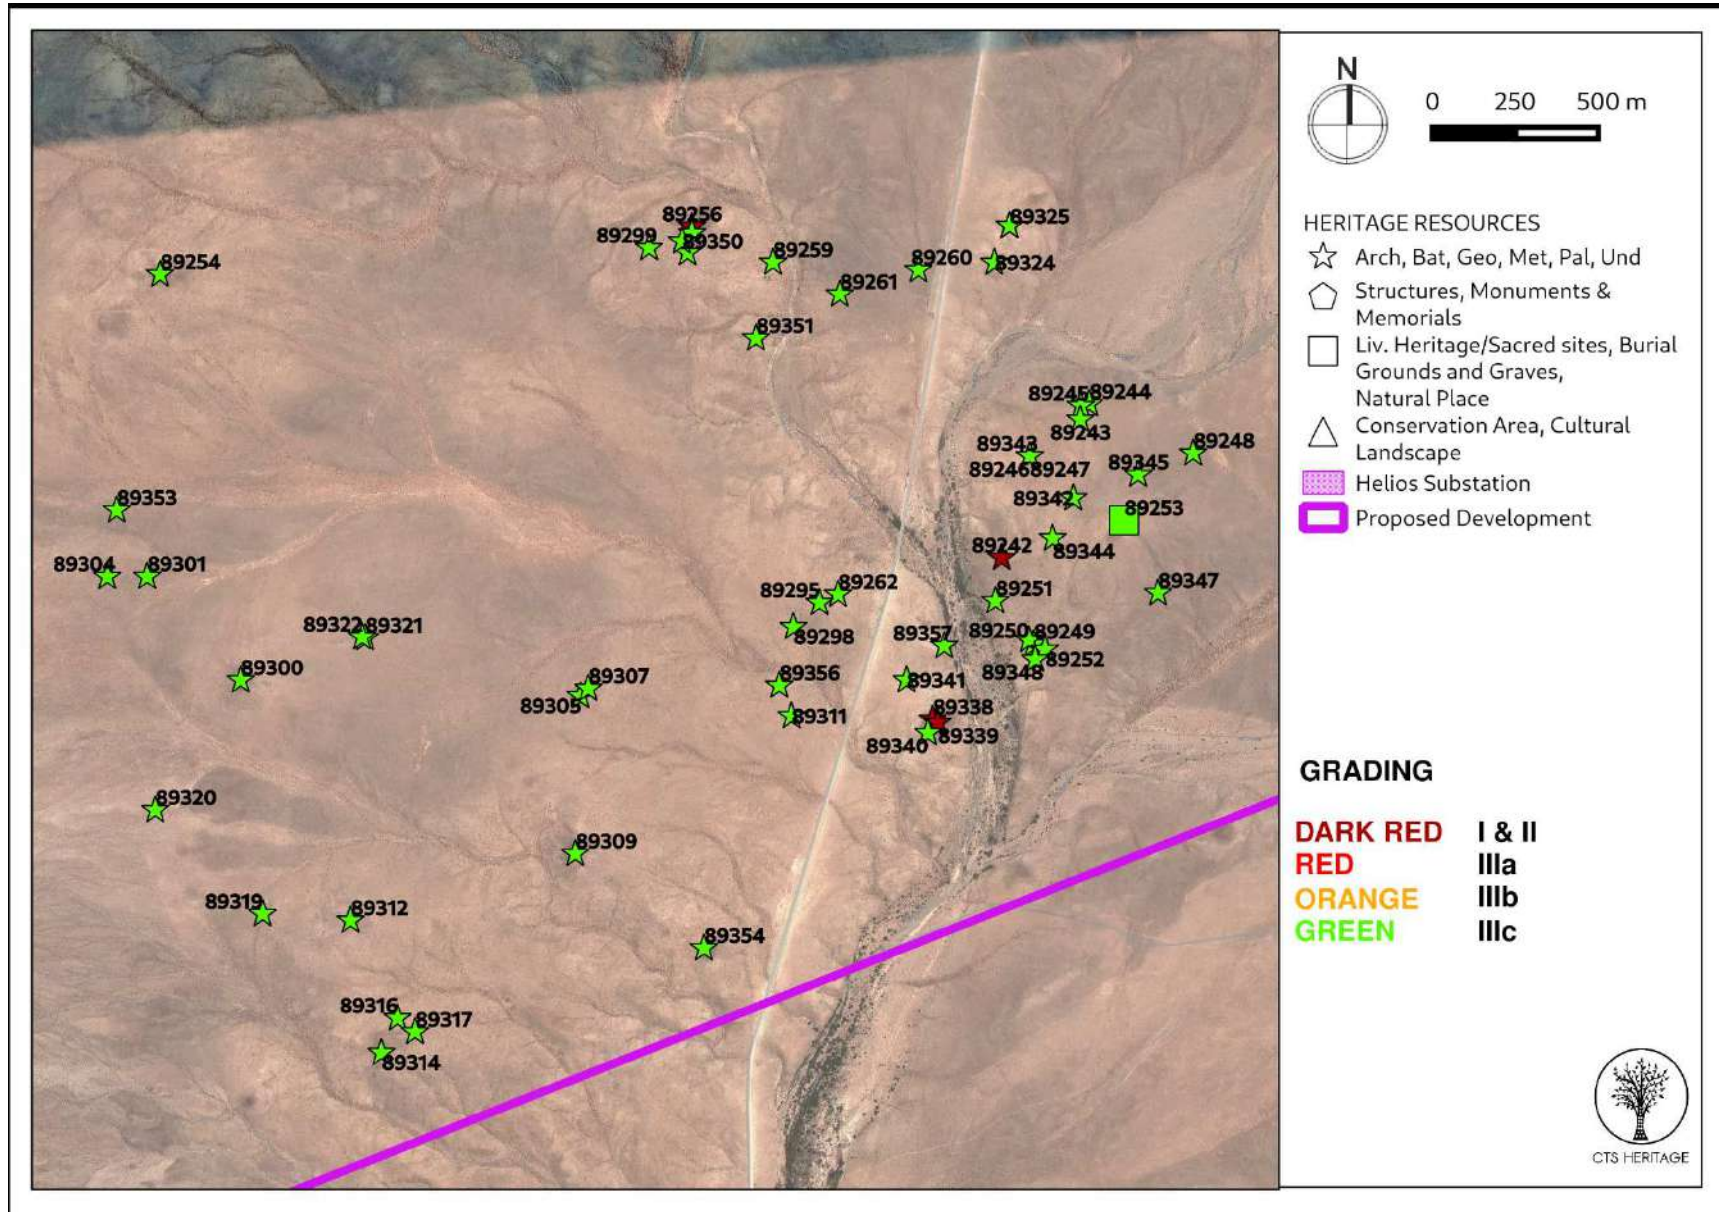 89256
89299
89350
89254
89259
89260
89261
89325
89324
89351
89245
89244
89243
89343
89246
89247
89248
89345
89342
89253
89353
89242
89344
89304
89301
89295
89262
89251
89347
89322
89321
89298
89357
89250
89249
89252
89348
89300
89307
89305
89356
89341
89311
89338
89339
89340
89320
89309
89319
89312
89354
89316
89317
89314
N
0 250 500 m
HERITAGE RESOURCES
Arch, Bat, Geo, Met, Pal, Und
Structures, Monuments &
Memorials
Liv. Heritage/Sacred sites, Burial
Grounds and Graves,
Natural Place
Conservation Area, Cultural
Landscape
Helios Substation
Proposed Development
GRADING
DARK RED I & II
RED IIIa
ORANGE IIIb
GREEN IIIc
CTS HERITAGE